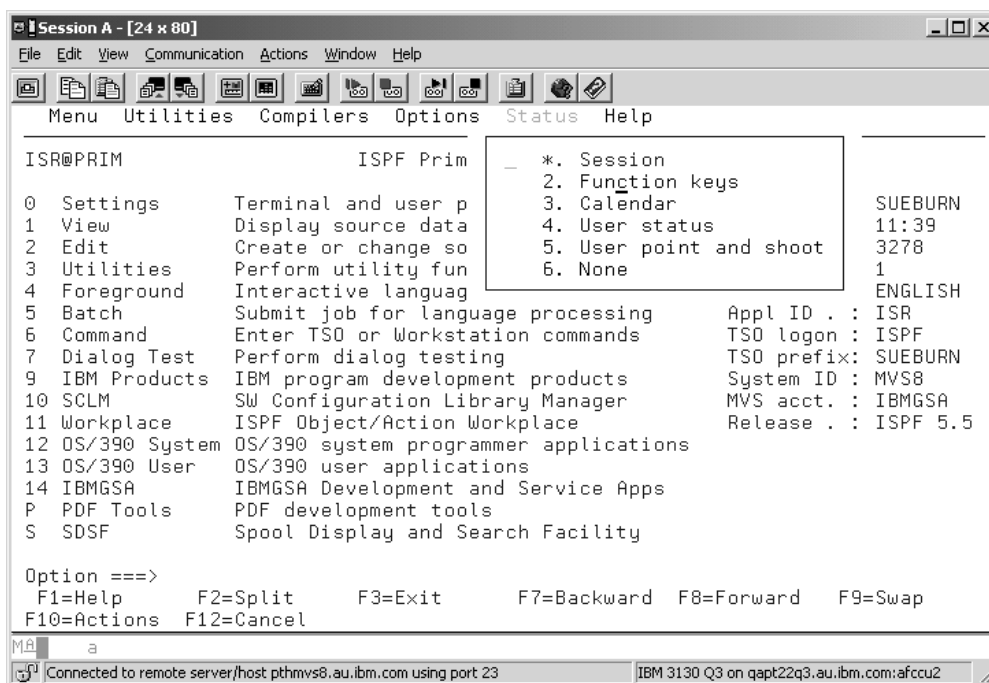 Session A - [24 x 80]
File Edit View Communication Actions Window Help
Menu Utilities Compilers Options Status Help
ISR@PRIM ISPF Prim
_ *. Session
2. Function keys
3. Calendar
4. User status
5. User point and shoot
6. None
0 Settings Terminal and user p SUEBURN
1 View Display source data 11:39
2 Edit Create or change so 3278
3 Utilities Perform utility fun 1
4 Foreground Interactive languag ENGLISH
5 Batch Submit job for language processing Appl ID . : ISR
6 Command Enter TSO or Workstation commands TSO logon : ISPF
7 Dialog Test Perform dialog testing TSO prefix: SUEBURN
9 IBM Products IBM program development products System ID : MVS8
10 SCLM SW Configuration Library Manager MVS acct. : IBMGSA
11 Workplace ISPF Object/Action Workplace Release . : ISPF 5.5
12 OS/390 System OS/390 system programmer applications
13 OS/390 User OS/390 user applications
14 IBMGSA IBMGSA Development and Service Apps
P PDF Tools PDF development tools
S SDSF Spool Display and Search Facility
Option ===>
F1=Help F2=Split F3=Exit F7=Backward F8=Forward F9=Swap
F10=Actions F12=Cancel
MA a
Connected to remote server/host pthmvs8.au.ibm.com using port 23 IBM 3130 Q3 on qapt22q3.au.ibm.com:afccu2